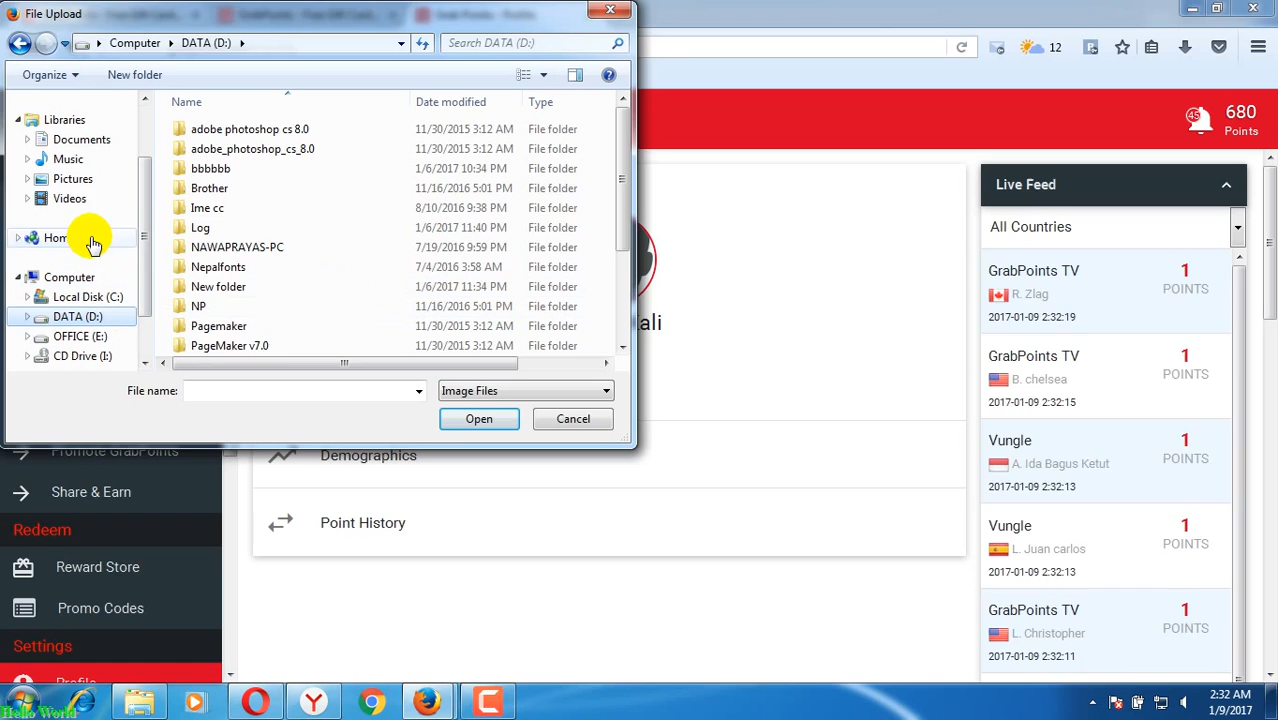 File Upload
Computer
DATA (D:)
Search DATA (D:)
12
Organize
New folder
Name
Date modified
Type
Libraries
Documents
Music
Pictures
Videos
Computer
Local Disk (C:)
DATA (D:)
OFFICE (E:)
CD Drive (I:)
adobe photoshop cs 8.0 11/30/2015 3:12 AM File folder
adobe_photoshop_cs_8.0 11/30/2015 3:12 AM File folder
bbbbbb 1/6/2017 10:34 PM File folder
Brother 11/16/2016 5:01 PM File folder
Ime cc 8/10/2016 9:38 PM File folder
Log 1/6/2017 11:40 PM File folder
NAWAPRAYAS-PC 7/19/2016 9:59 PM File folder
Nepalfonts 7/4/2016 3:58 AM File folder
New folder 1/6/2017 11:34 PM File folder
NP 11/16/2016 5:01 PM File folder
Pagemaker 11/30/2015 3:12 AM File folder
PageMaker v7.0 11/30/2015 3:12 AM File folder
File name:
Image Files
Open
Cancel
45
680
Points
ali
Promote GrabPoints
Share & Earn
Redeem
Reward Store
Promo Codes
Settings
Profile
Demographics
Point History
Live Feed
All Countries
GrabPoints TV 1
R. Zlag POINTS
2017-01-09 2:32:19
GrabPoints TV 1
B. chelsea POINTS
2017-01-09 2:32:15
Vungle 1
A. Ida Bagus Ketut POINTS
2017-01-09 2:32:13
Vungle 1
L. Juan carlos POINTS
2017-01-09 2:32:13
GrabPoints TV 1
L. Christopher POINTS
2017-01-09 2:32:11
Hello World
2:32 AM
1/9/2017